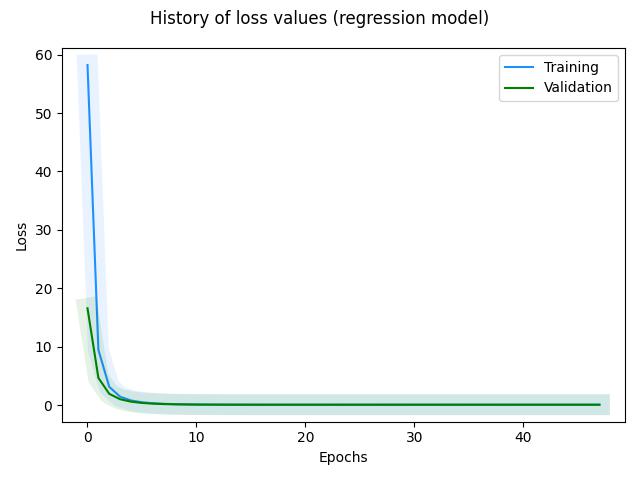 History of loss values (regression model)
Training
Validation
60
50
40
30
20
10
0
Loss
0 10 20 30 40
Epochs